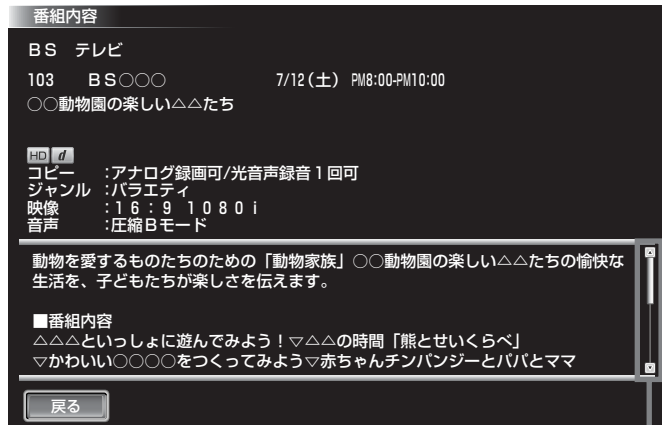 番組内容
BS テレビ
103 BS○○○ 7/12(土) PM8:00-PM10:00
○○動物園の楽しい△△たち
HD d
コピー :アナログ録画可/光音声録音1回可
ジャンル :バラエティ
映像 :16:9 1080i
音声 :圧縮Bモード
動物を愛するものたちのための「動物家族」○○動物園の楽しい△△たちの愉快な
生活を、子どもたちが楽しさを伝えます。
■番組内容
△△△といっしょに遊んでみよう!▽△△の時間「熊とせいくらべ」
▽かわいい○○○○をつくってみよう▽赤ちゃんチンパンジーとパパとママ
戻る